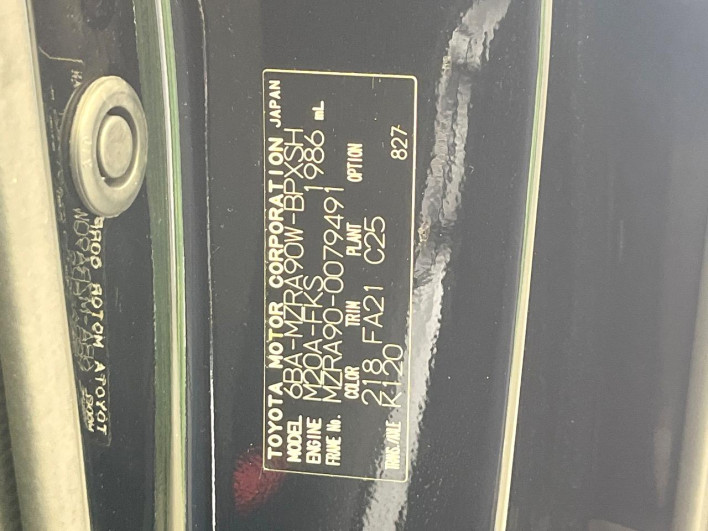 TOYOTA MOTOR CORPORATION JAPAN
MODEL 6BA-MZRA90W-BPXSH
ENGINE M20A-FKS 1986 mL
FRAME No. MZRA90-0079491
COLOR TRIM PLANT OPTION
218 FA21 C25
TRANS./AXLE K120 827